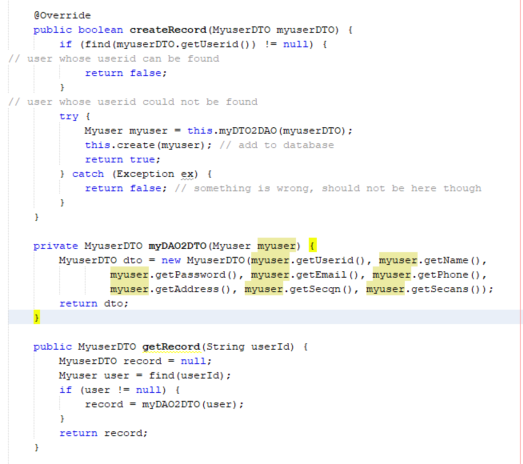 @Override
public boolean createRecord(MyuserDTO myuserDTO) {
if (find(myuserDTO.getUserid()) != null) {
// user whose userid can be found
return false;
}
// user whose userid could not be found
try {
Myuser myuser = this.myDTO2DAO(myuserDTO);
this.create(myuser); // add to database
return true;
} catch (Exception ex) {
return false; // something is wrong, should not be here though
}
}
private MyuserDTO myDAO2DTO(Myuser myuser) {
MyuserDTO dto = new MyuserDTO(myuser.getUserid(), myuser.getName(),
myuser.getPassword(), myuser.getEmail(), myuser.getPhone(),
myuser.getAddress(), myuser.getSecqn(), myuser.getSecans());
return dto;
}
public MyuserDTO getRecord(String userId) {
MyuserDTO record = null;
Myuser user = find(userId);
if (user != null) {
record = myDAO2DTO(user);
}
return record;
}